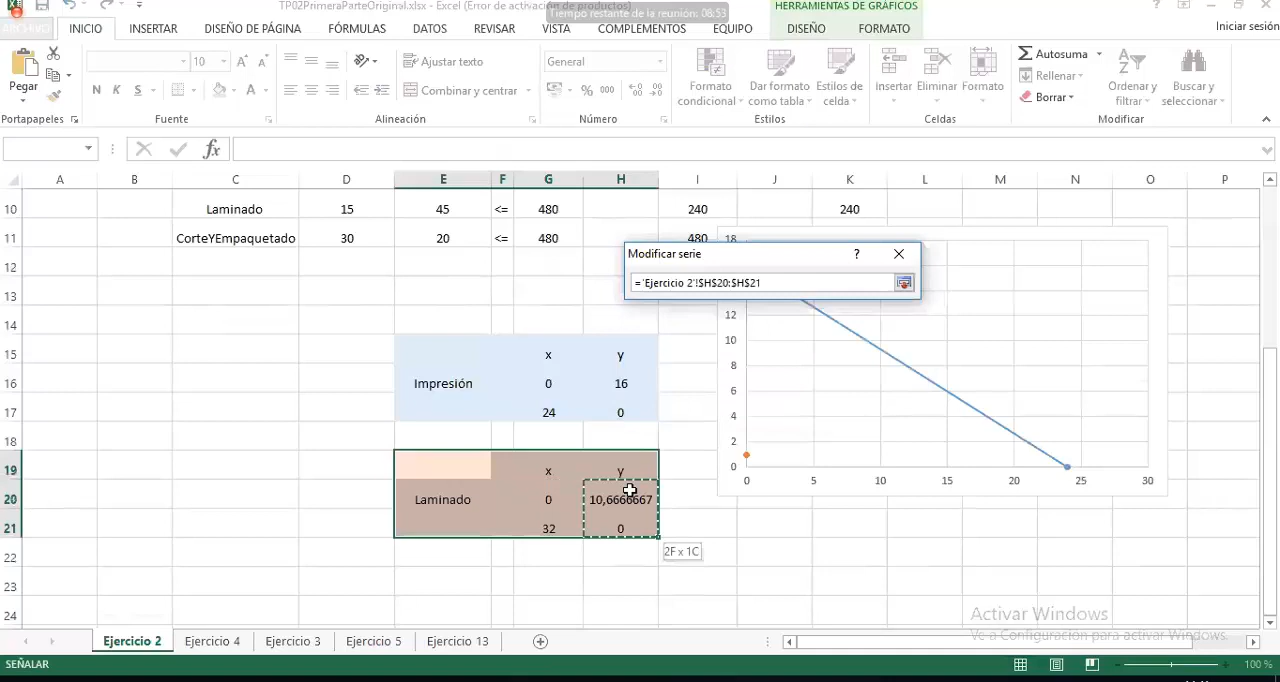 TP02PrimeraParteOriginal.xlsx - Excel (Error de activación de productos)
Tiempo restante de la reunión: 08:53
HERRAMIENTAS DE GRÁFICOS
?
ARCHIVO INICIO INSERTAR DISEÑO DE PÁGINA FÓRMULAS DATOS REVISAR VISTA COMPLEMENTOS EQUIPO DISEÑO FORMATO Iniciar sesión
Pegar
10
N K S
Ajustar texto
Combinar y centrar
General
% 000
Formato condicional
Dar formato como tabla
Estilos de celda
Insertar Eliminar Formato
Autosuma
Rellenar
Borrar
Ordenar y filtrar
Buscar y seleccionar
Portapapeles Fuente Alineación Número Estilos Celdas Modificar
fx
A B C D E F G H I J K L M N O P
10 Laminado 15 45 <= 480 240 240
11 CorteYEmpaquetado 30 20 <= 480 480
12
13
14
15 x y
16 Impresión 0 16
17 24 0
18
19 x y
20 Laminado 0 10,6666667
21 32 0
22
23
24
Modificar serie ?
='Ejercicio 2'!$H$20:$H$21
18
12
10
8
6
4
2
0
0 5 10 15 20 25 30
2F x 1C
Activar Windows
Ve a Configuración para activar Windows.
Ejercicio 2 Ejercicio 4 Ejercicio 3 Ejercicio 5 Ejercicio 13
SEÑALAR 100 %